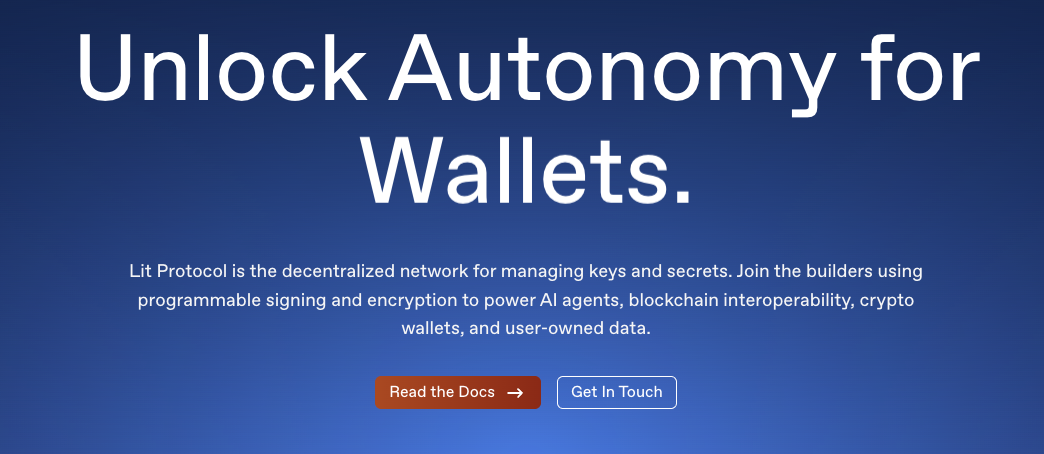 Unlock Autonomy for
Wallets.
Lit Protocol is the decentralized network for managing keys and secrets. Join the builders using
programmable signing and encryption to power AI agents, blockchain interoperability, crypto
wallets, and user-owned data.
Read the Docs →
Get In Touch